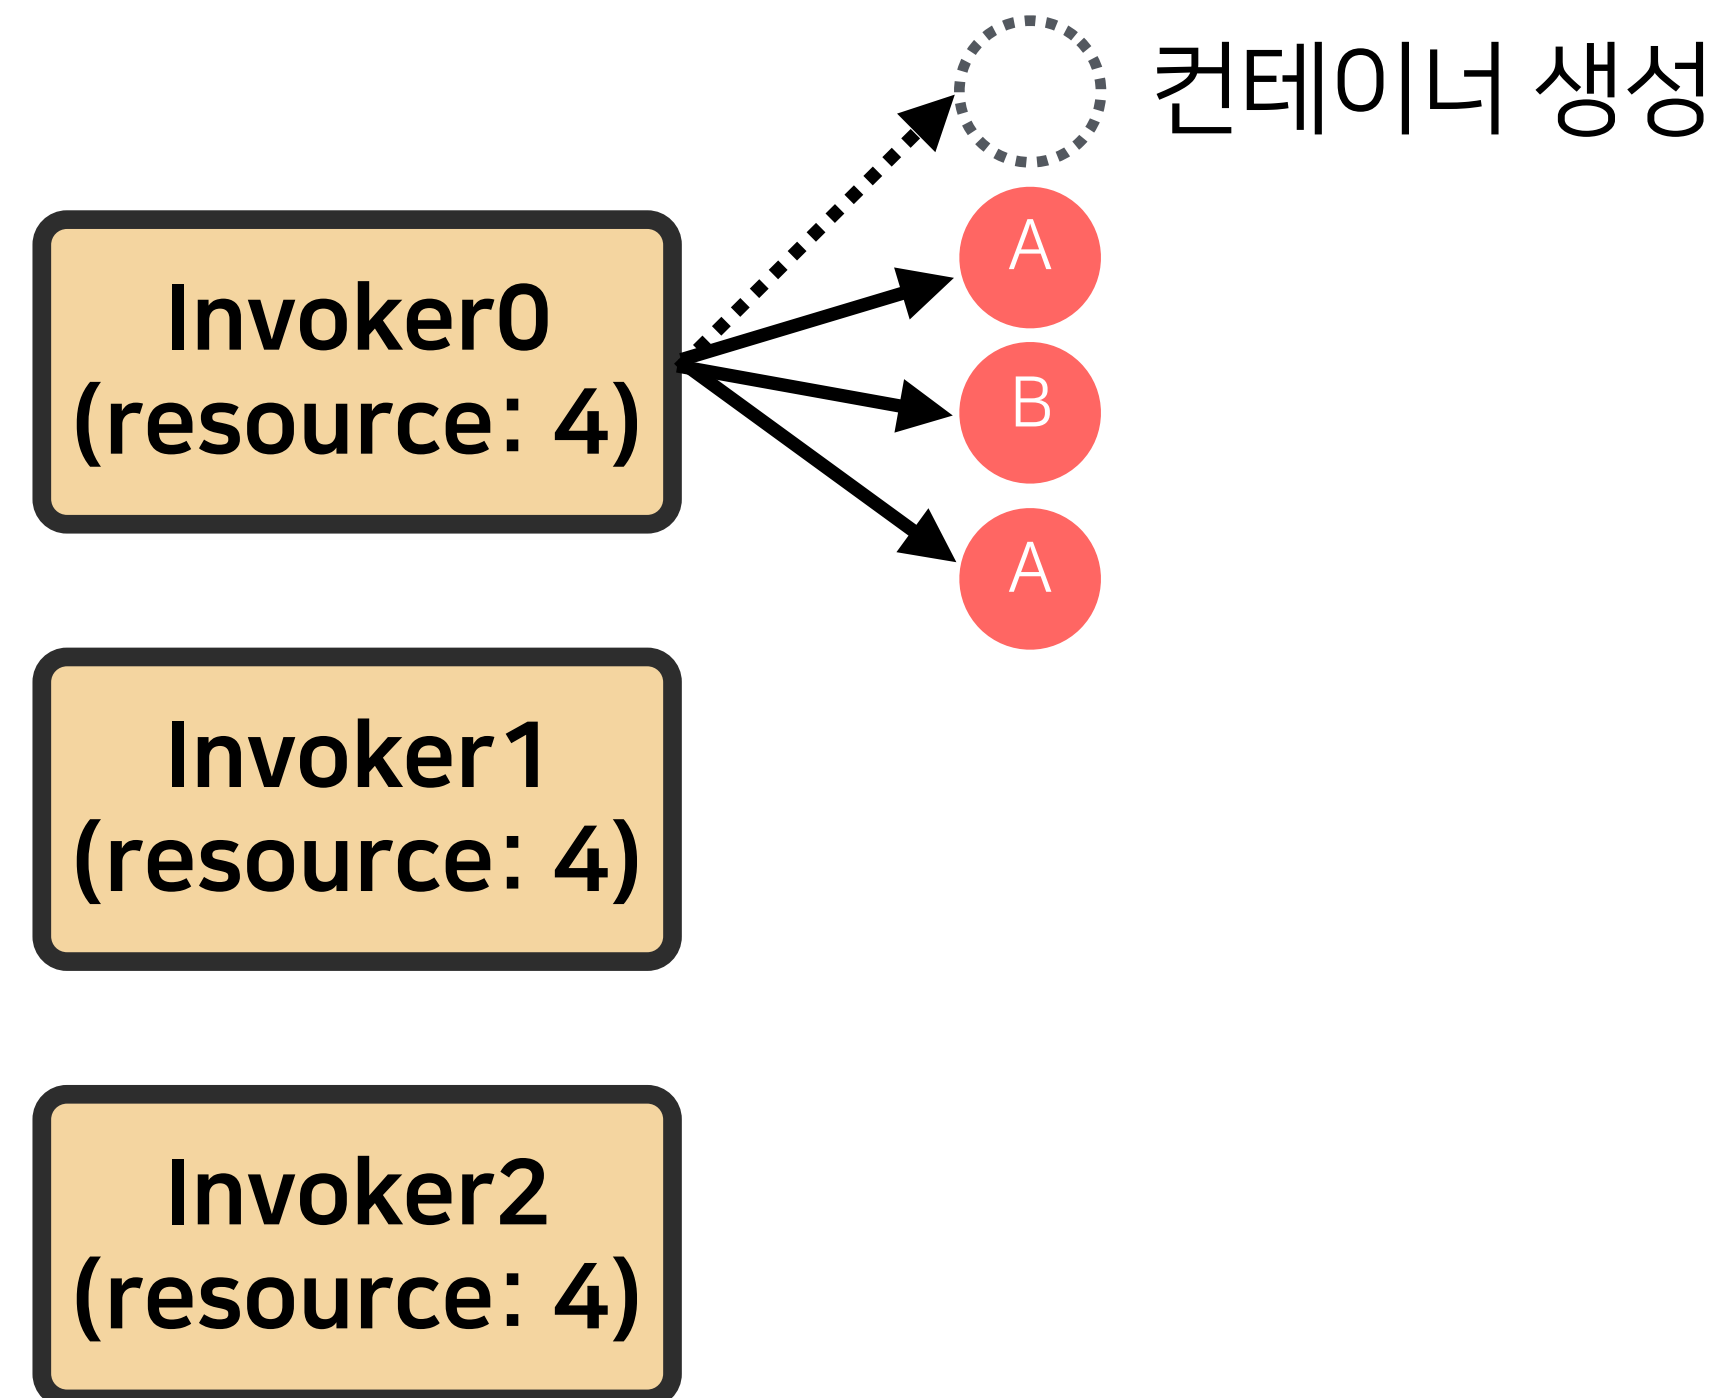 컨테이너 생성
A
Invoker0
(resource: 4)
B
A
Invoker1
(resource: 4)
Invoker2
(resource: 4)